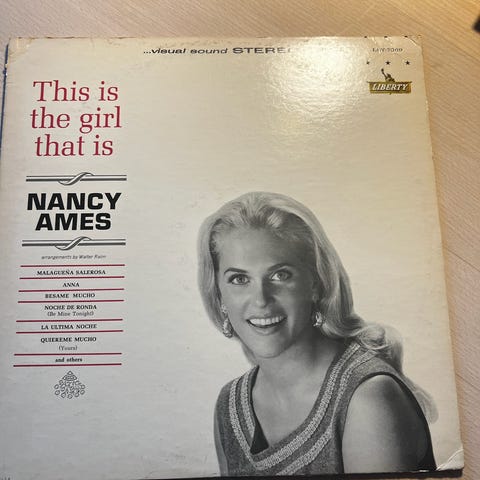 ...visual sound STEREO
LIBERTY
This is
the girl
that is
NANCY
AMES
arrangements by Walter Raim
MALAGUEÑA SALEROSA
ANNA
BESAME MUCHO
NOCHE DE RONDA
(Be Mine Tonight)
LA ULTIMA NOCHE
QUIEREME MUCHO
(Yours)
and others